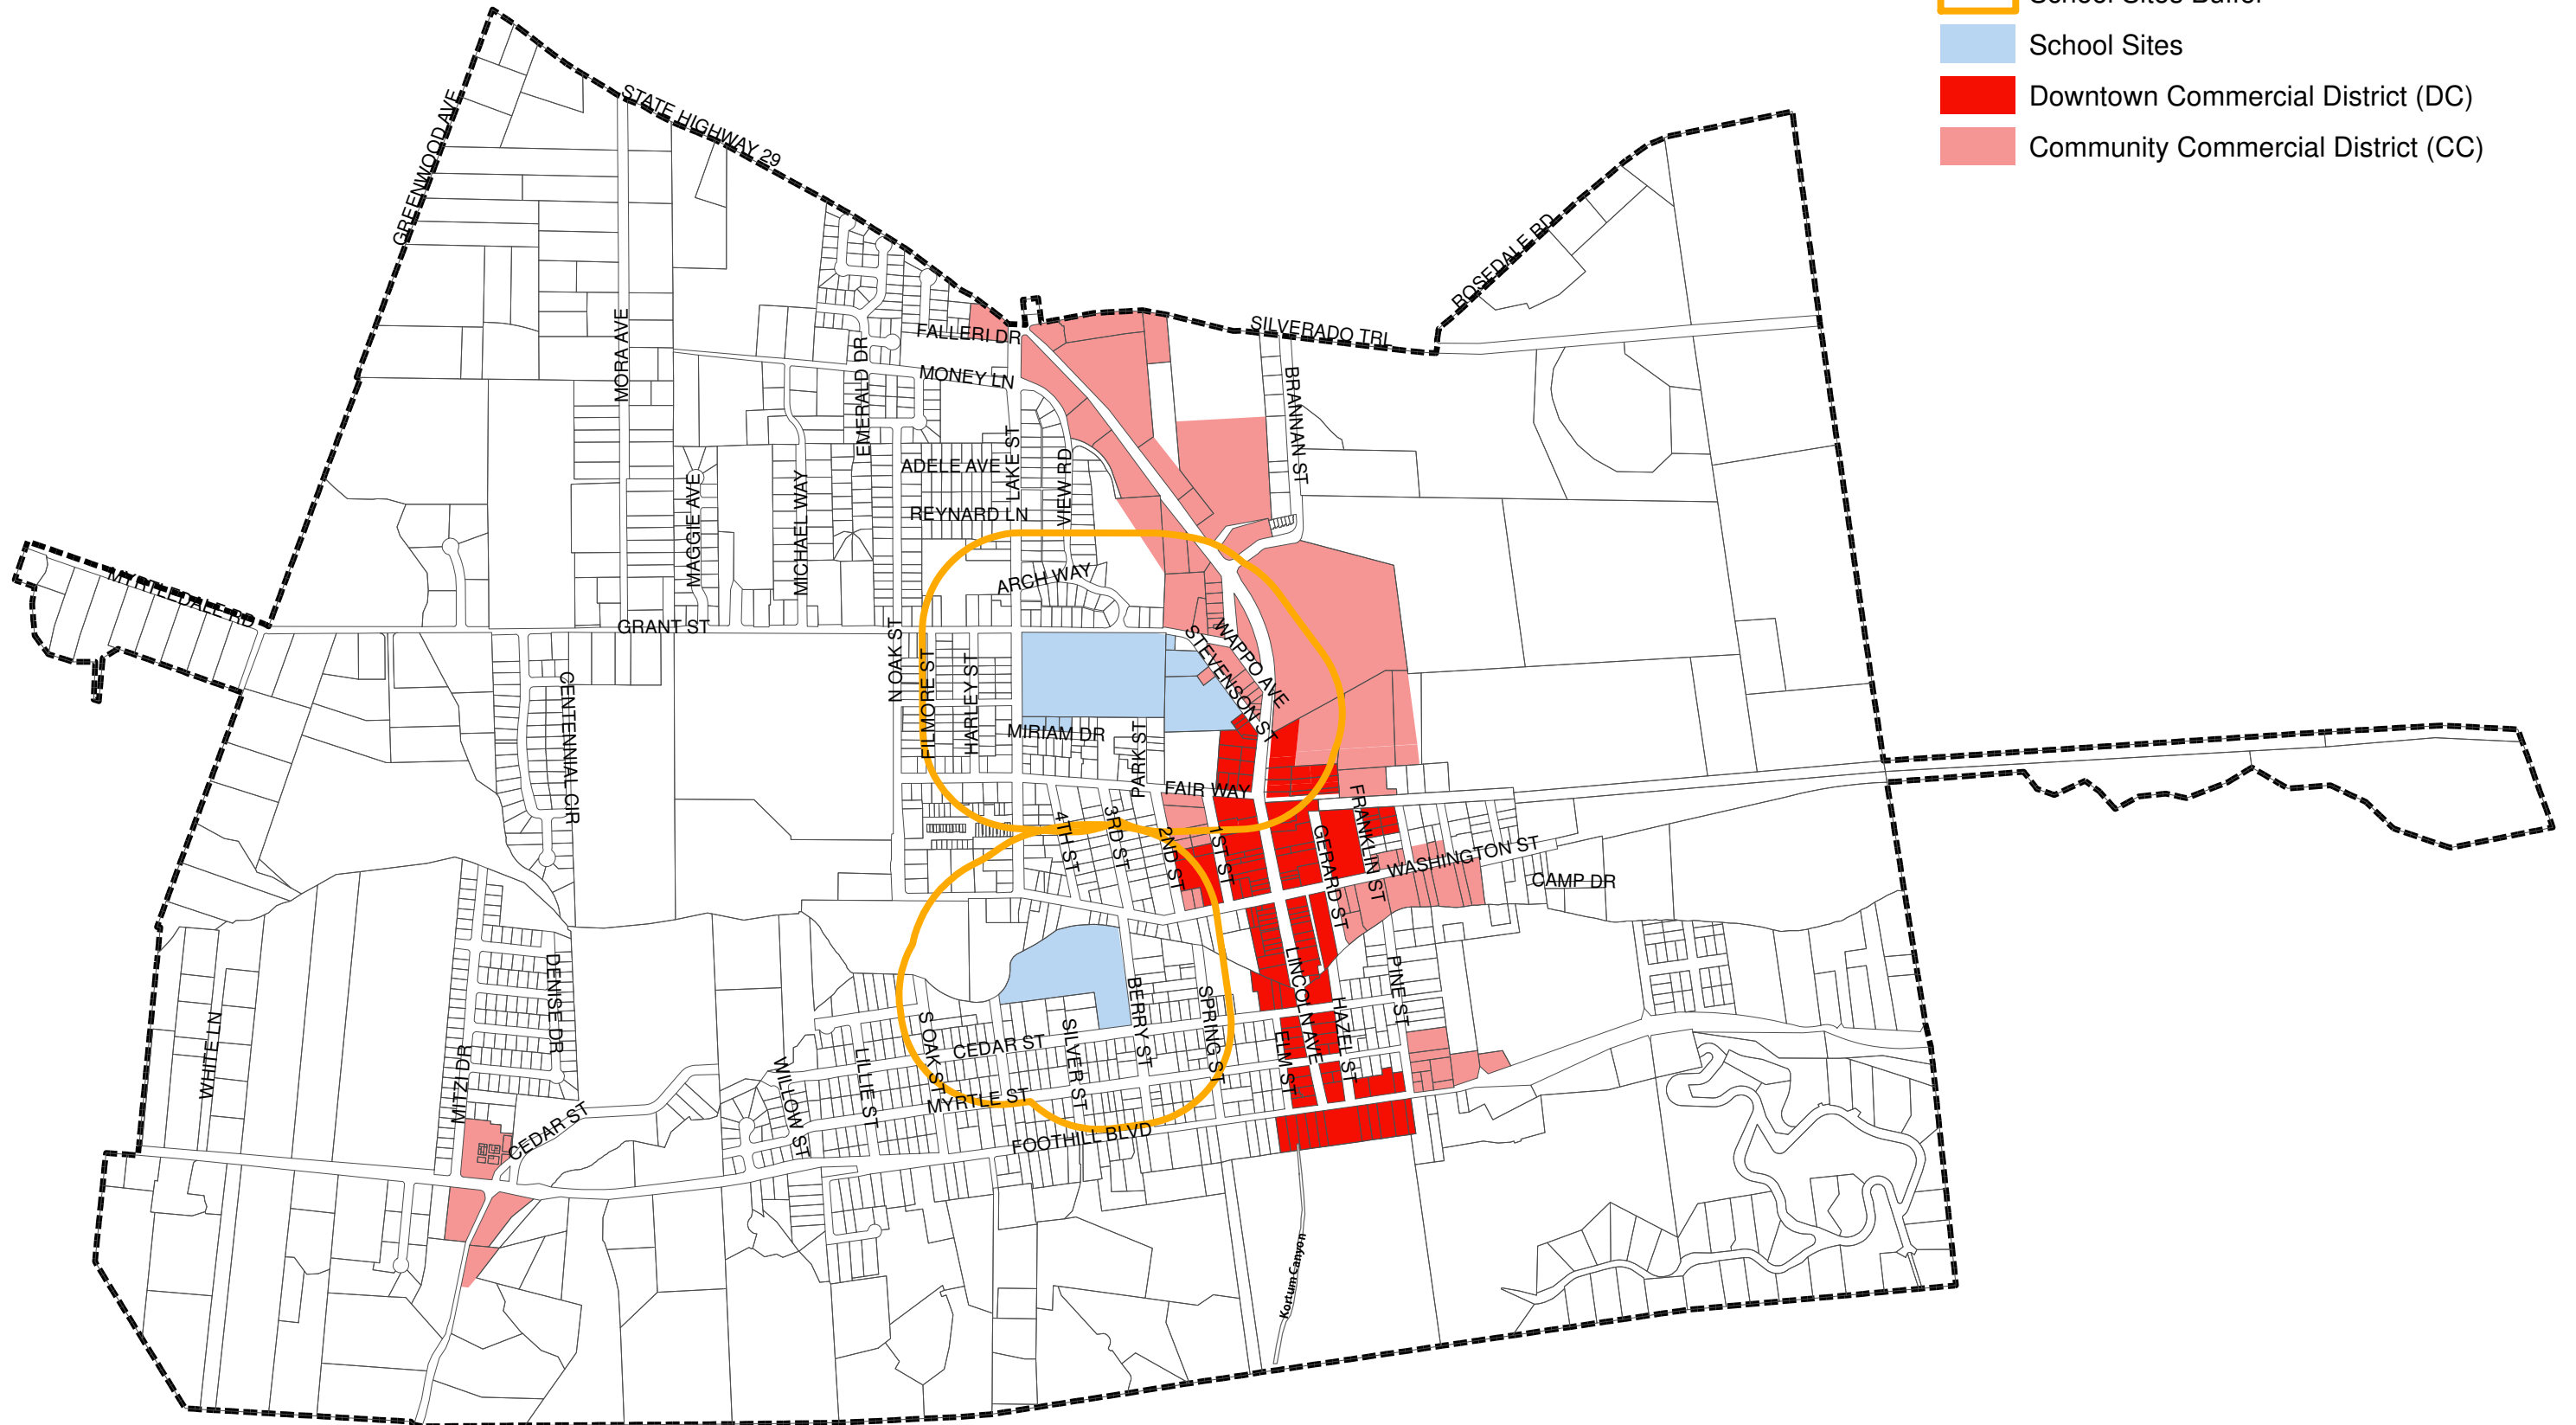 School Sites Buffer
School Sites
Downtown Commercial District (DC)
Community Commercial District (CC)
STATE HIGHWAY 29
GREENWOOD AVE
ROSEDALE RD
SILVERADO TRL
FALLERI DR
MONEY LN
MORA AVE
EMERALD DR
BRANNAN ST
ADELE AVE
LAKE ST
VIEW RD
REYNARD LN
MAGGIE AVE
MICHAEL WAY
ARCH WAY
MYRTLEDALE RD
GRANT ST
N OAK ST
FILMORE ST
HARLEY ST
WAPPO AVE
STEVENSON ST
CENTENNIAL CIR
MIRIAM DR
PARK ST
FAIR WAY
4TH ST
3RD ST
2ND ST
1ST ST
GERARD ST
FRANKLIN ST
WASHINGTON ST
CAMP DR
DENISE DR
WHITE LN
MITZI DR
CEDAR ST
WILLOW ST
LILLIE ST
S OAK ST
CEDAR ST
SILVER ST
BERRY ST
SPRING ST
MYRTLE ST
FOOTHILL BLVD
ELM ST
LINCOLN AVE
HAZEL ST
PINE ST
Kortum Canyon